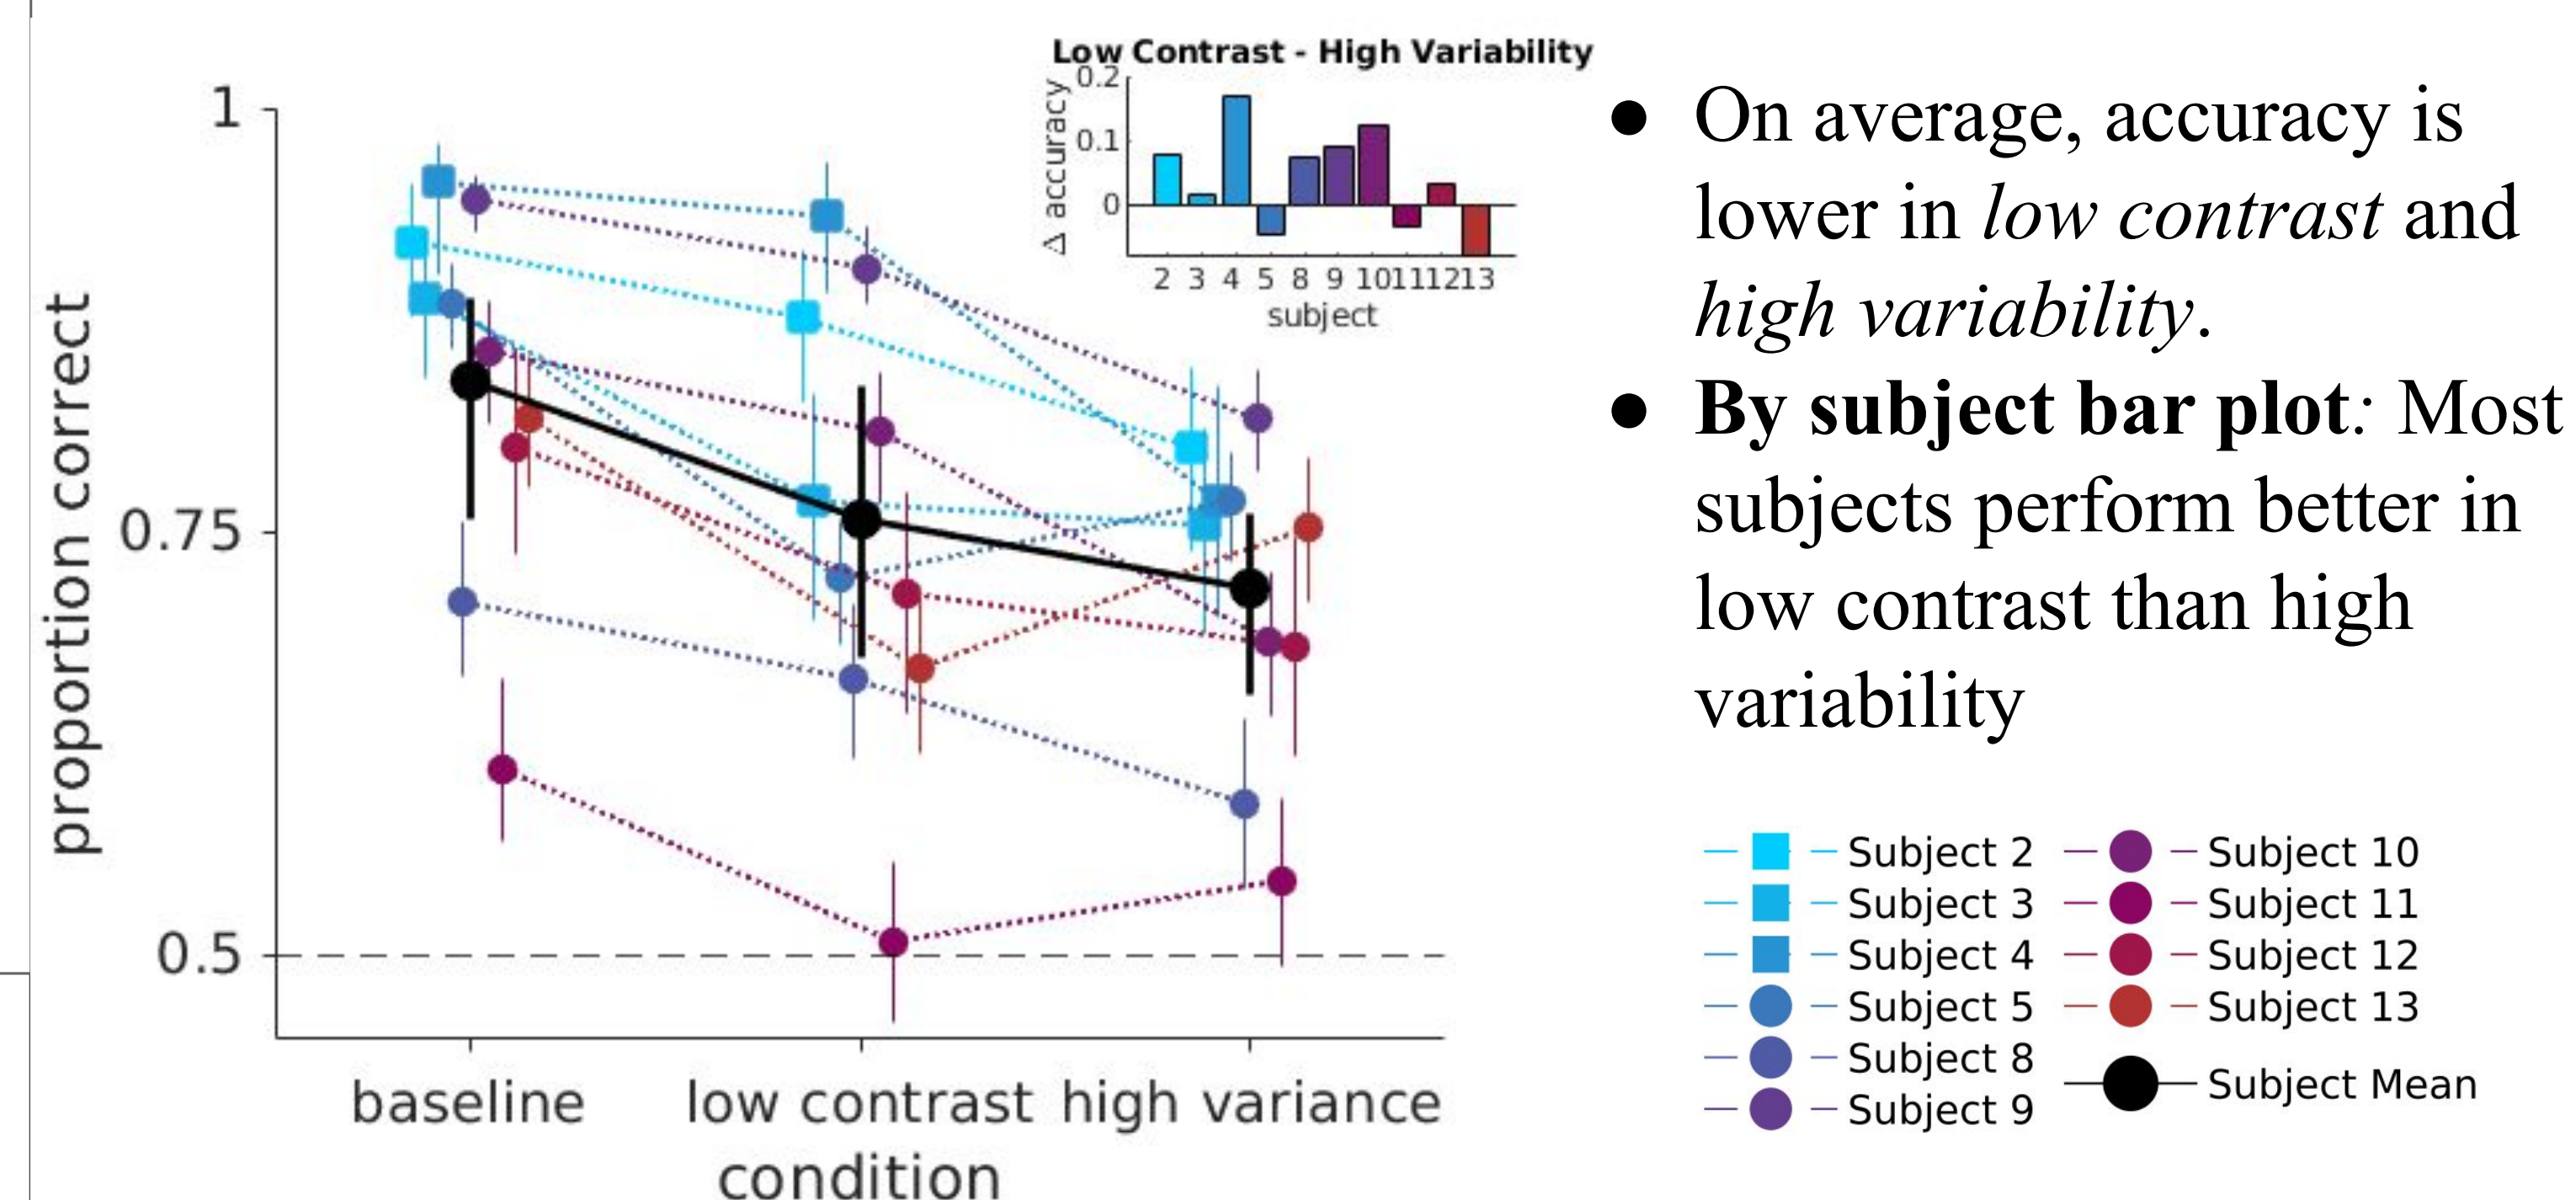 Low Contrast - High Variability
0.2
0.1
0
Δ accuracy
2 3 4 5 8 9 10 11 12 13
subject
1
0.75
0.5
proportion correct
baseline low contrast high variance
condition
● On average, accuracy is
lower in low contrast and
high variability.
● By subject bar plot: Most
subjects perform better in
low contrast than high
variability
Subject 2
Subject 3
Subject 4
Subject 5
Subject 8
Subject 9
Subject 10
Subject 11
Subject 12
Subject 13
Subject Mean